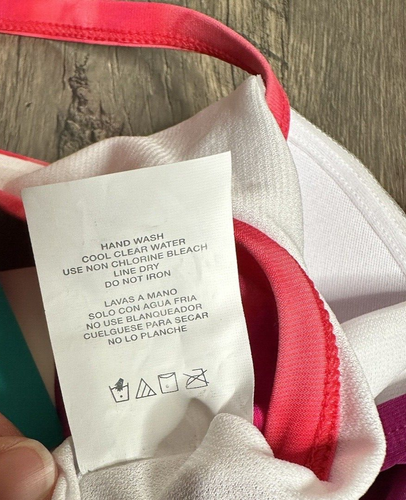 HAND WASH
COOL CLEAR WATER
USE NON CHLORINE BLEACH
LINE DRY
DO NOT IRON
LAVAS A MANO
SOLO CON AGUA FRIA
NO USE BLANQUEADOR
CUELGUESE PARA SECAR
NO LO PLANCHE